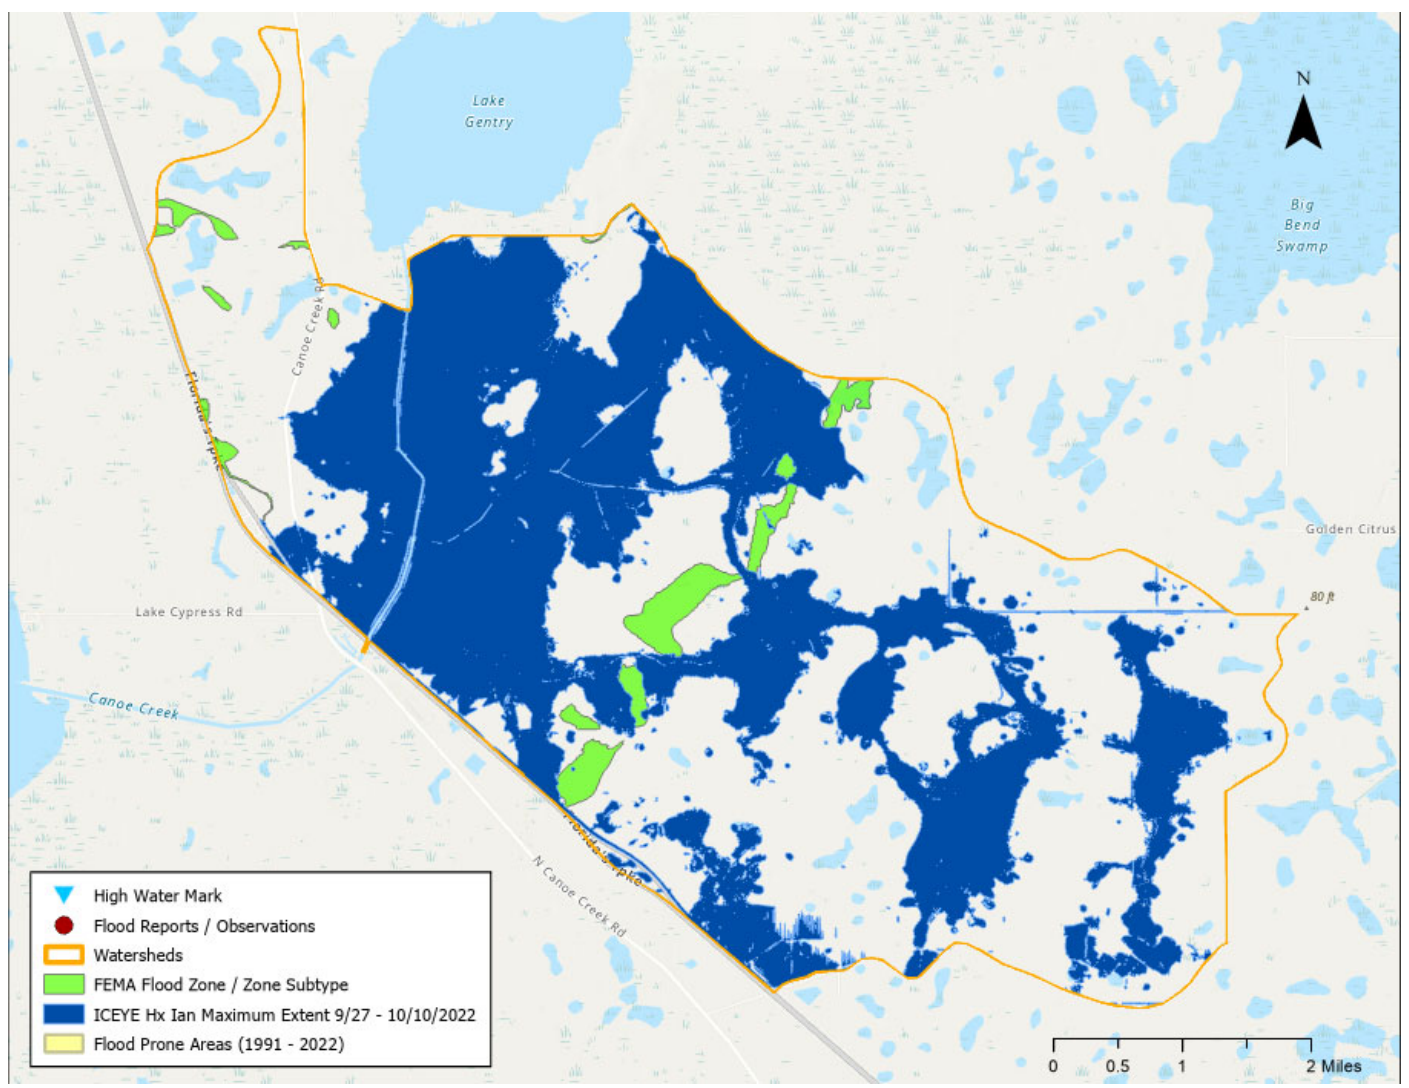 Lake
Gentry
N
Big
Bend
Swamp
Canoe Creek Rd
Florida's Tpke
Golden Citrus
80 ft
Lake Cypress Rd
Canoe Creek
Florida's Tpke
N Canoe Creek Rd
High Water Mark
Flood Reports / Observations
Watersheds
FEMA Flood Zone / Zone Subtype
ICEYE Hx Ian Maximum Extent 9/27 - 10/10/2022
Flood Prone Areas (1991 - 2022)
0 0.5 1 2 Miles